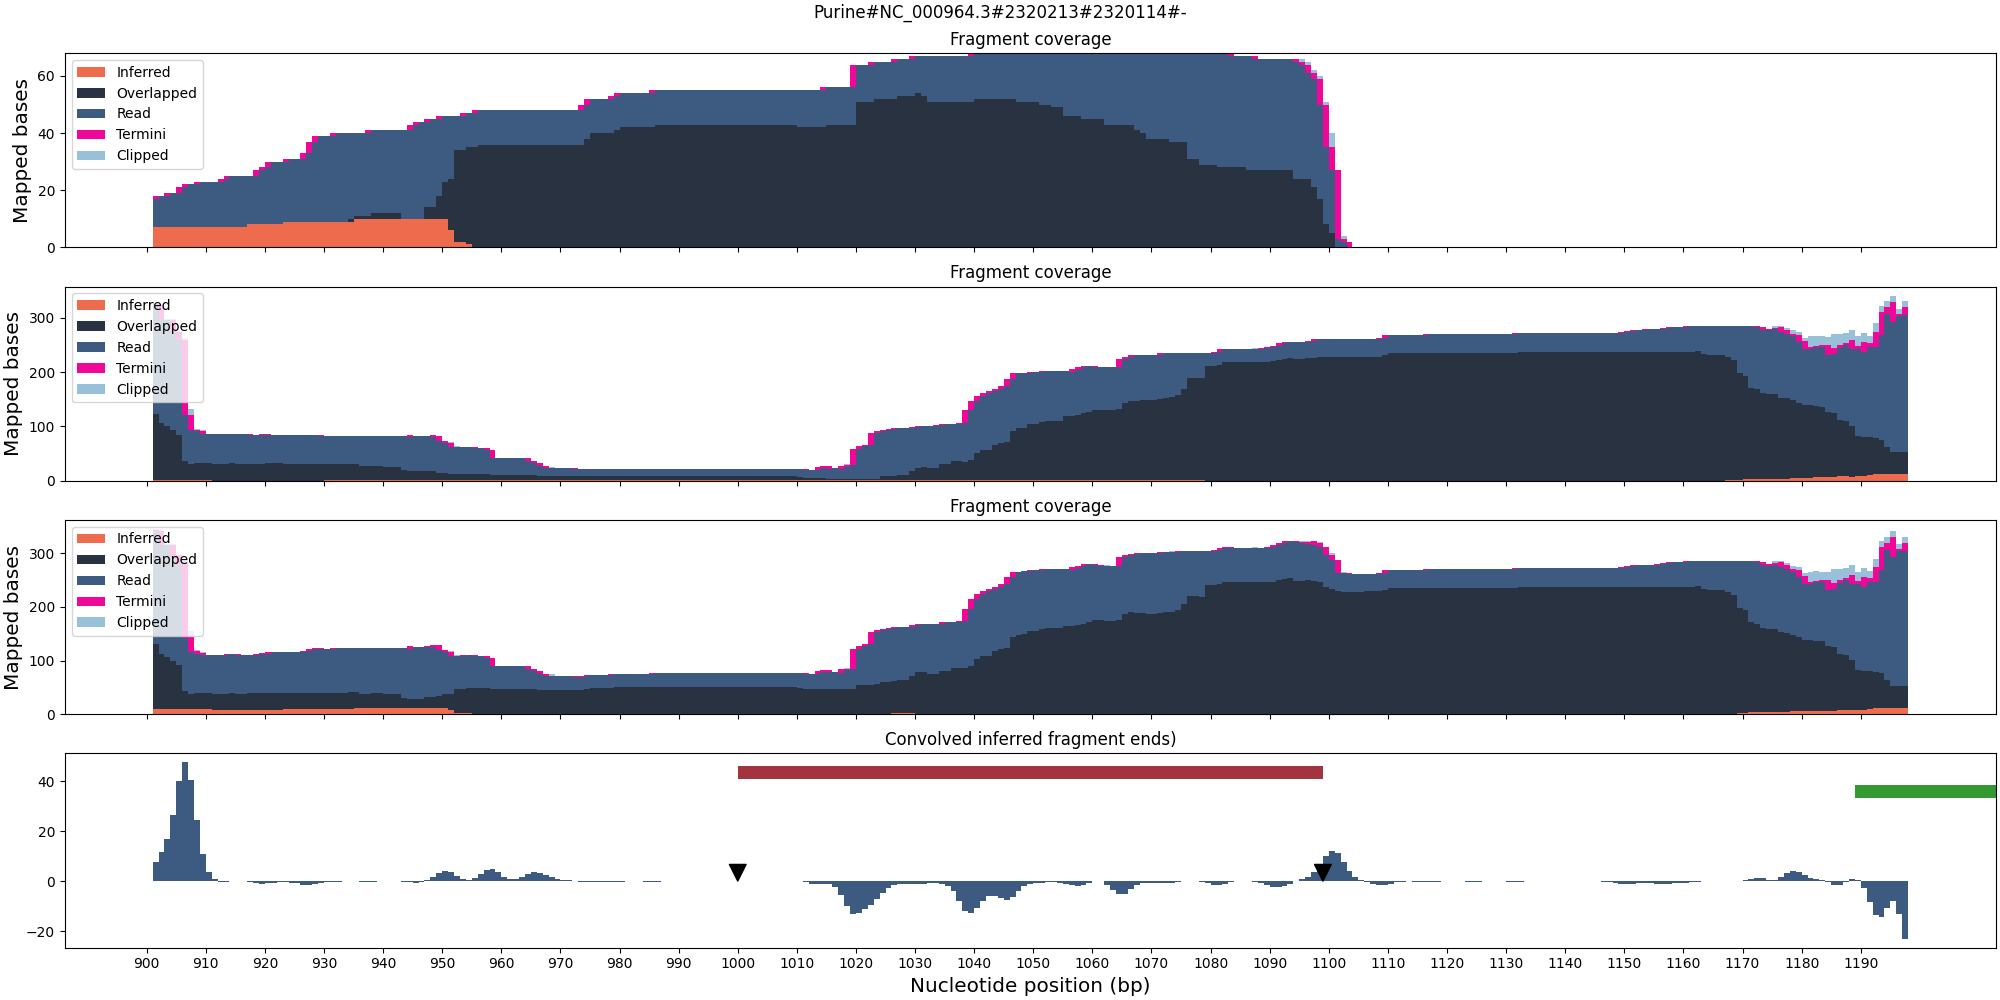 Purine#NC_000964.3#2320213#2320114#-
Fragment coverage
Mapped bases
60
40
20
0
Inferred
Overlapped
Read
Termini
Clipped
Fragment coverage
Mapped bases
300
200
100
0
Inferred
Overlapped
Read
Termini
Clipped
Fragment coverage
Mapped bases
300
200
100
0
Inferred
Overlapped
Read
Termini
Clipped
Convolved inferred fragment ends)
40
20
0
−20
900 910 920 930 940 950 960 970 980 990 1000 1010 1020 1030 1040 1050 1060 1070 1080 1090 1100 1110 1120 1130 1140 1150 1160 1170 1180 1190
Nucleotide position (bp)